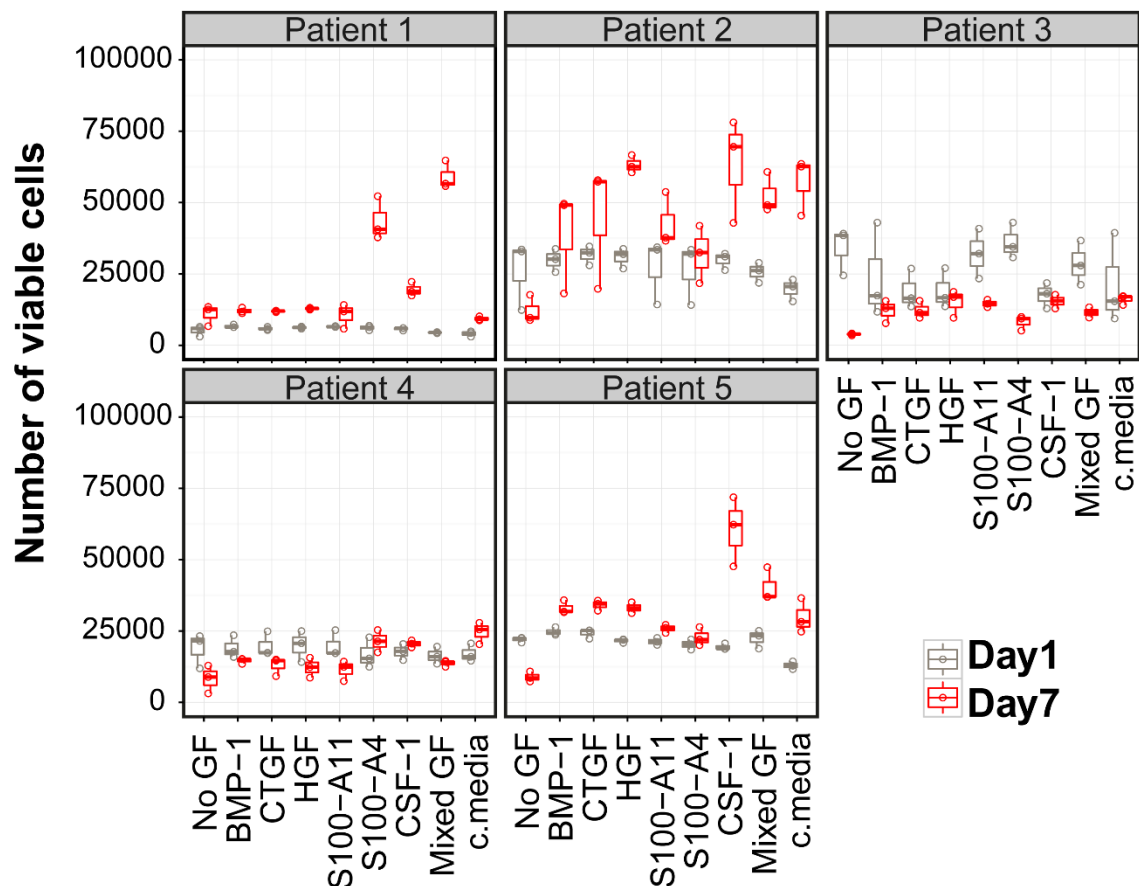 Patient 1
Patient 2
Patient 3
Number of viable cells
100000
75000
50000
25000
0
No GF
BMP−1
CTGF
HGF
S100−A11
S100−A4
CSF−1
Mixed GF
c.media
Patient 4
Patient 5
100000
75000
50000
25000
0
Day1
Day7
No GF
BMP−1
CTGF
HGF
S100−A11
S100−A4
CSF−1
Mixed GF
c.media
No GF
BMP−1
CTGF
HGF
S100−A11
S100−A4
CSF−1
Mixed GF
c.media